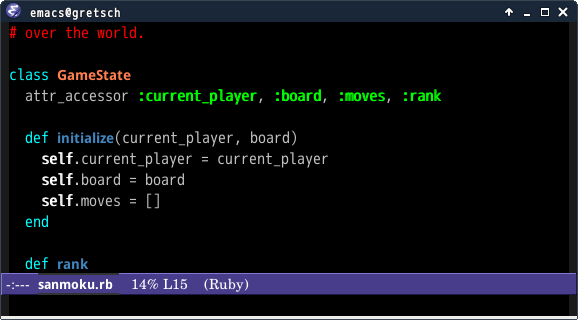 emacs@gretsch
# over the world.
class GameState
  attr_accessor :current_player, :board, :moves, :rank
  def initialize(current_player, board)
    self.current_player = current_player
    self.board = board
    self.moves = []
  end
  def rank
-:--- sanmoku.rb 14% L15 (Ruby)